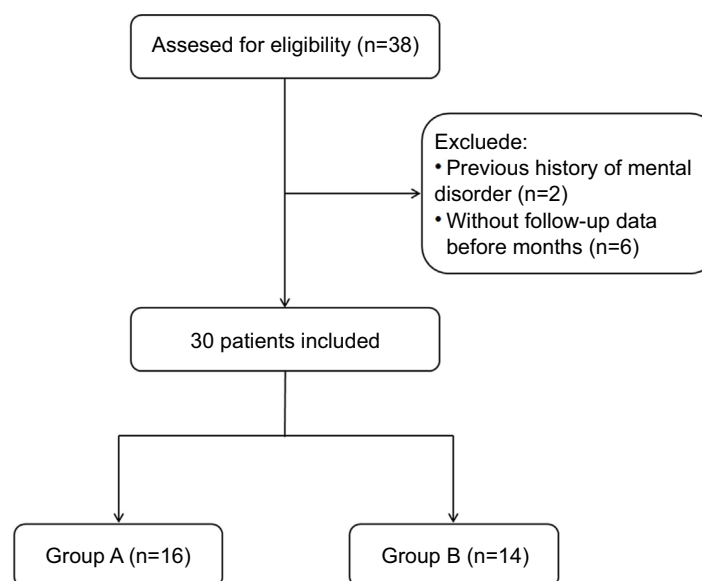 Assesed for eligibility (n=38)
Excluede:
• Previous history of mental
disorder (n=2)
• Without follow-up data
before months (n=6)
30 patients included
Group A (n=16)
Group B (n=14)